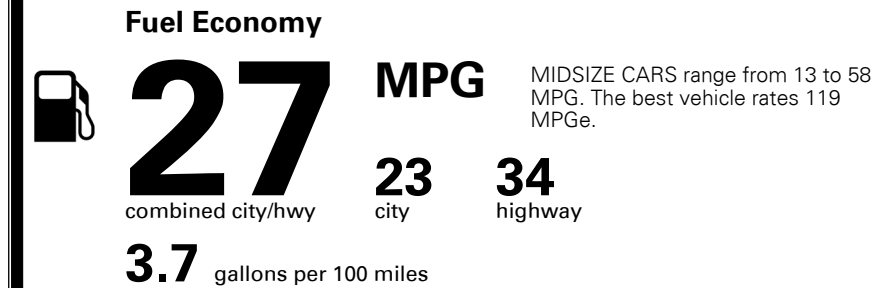 Fuel Economy
27 MPG
MIDSIZE CARS range from 13 to 58
MPG. The best vehicle rates 119
MPGe.
combined city/hwy
23
city
34
highway
3.7 gallons per 100 miles